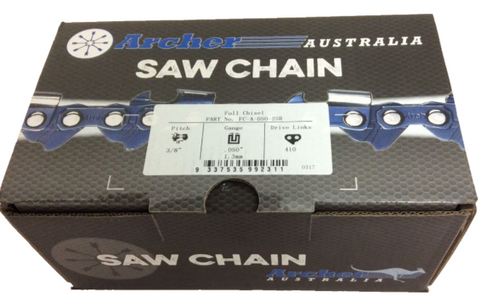 Archer AUSTRALIA
SAW CHAIN
Full Chisel
PART No. FC-A-050-25R
Pitch Gauge Drive Links
3/8" .050" 410
1.3mm
9 337535 992311
0317
SAW CHAIN
Archer
AUSTRALIA